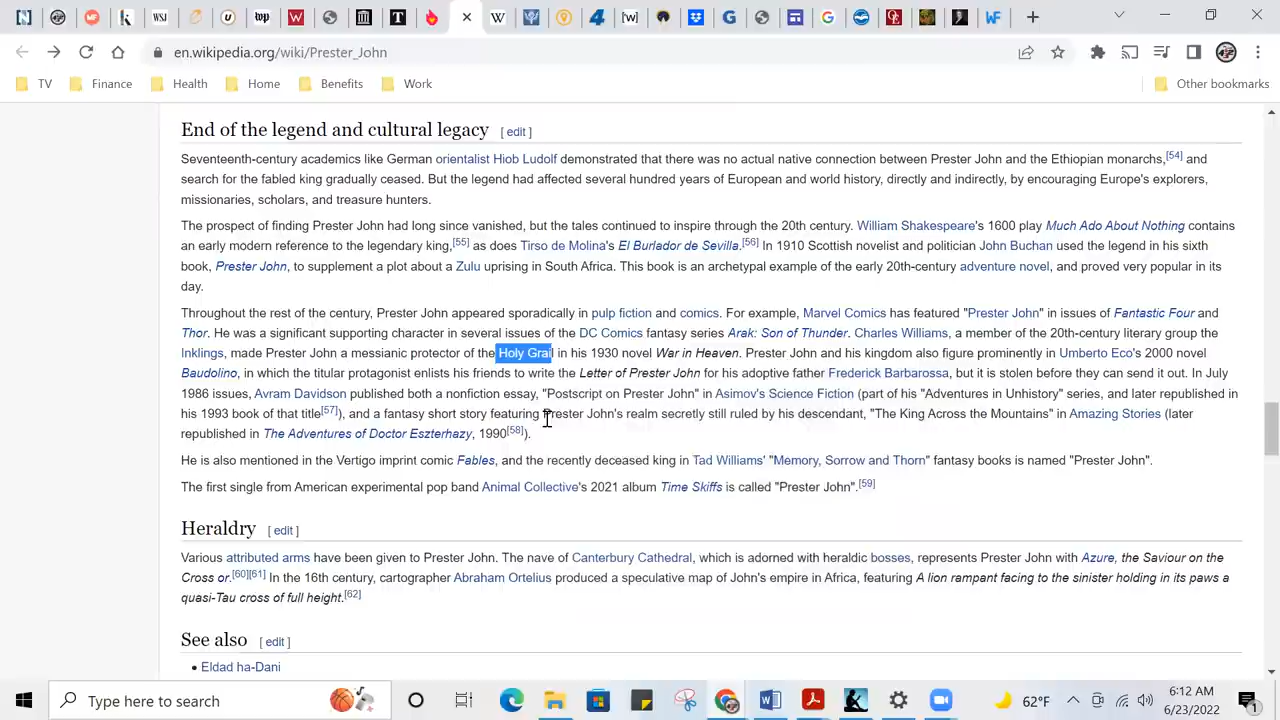 en.wikipedia.org/wiki/Prester_John
TV Finance Health Home Benefits Work Other bookmarks
End of the legend and cultural legacy [ edit ]
Seventeenth-century academics like German orientalist Hiob Ludolf demonstrated that there was no actual native connection between Prester John and the Ethiopian monarchs,[54] and
search for the fabled king gradually ceased. But the legend had affected several hundred years of European and world history, directly and indirectly, by encouraging Europe's explorers,
missionaries, scholars, and treasure hunters.
The prospect of finding Prester John had long since vanished, but the tales continued to inspire through the 20th century. William Shakespeare's 1600 play Much Ado About Nothing contains
an early modern reference to the legendary king,[55] as does Tirso de Molina's El Burlador de Sevilla.[56] In 1910 Scottish novelist and politician John Buchan used the legend in his sixth
book, Prester John, to supplement a plot about a Zulu uprising in South Africa. This book is an archetypal example of the early 20th-century adventure novel, and proved very popular in its
day.
Throughout the rest of the century, Prester John appeared sporadically in pulp fiction and comics. For example, Marvel Comics has featured "Prester John" in issues of Fantastic Four and
Thor. He was a significant supporting character in several issues of the DC Comics fantasy series Arak: Son of Thunder. Charles Williams, a member of the 20th-century literary group the
Inklings, made Prester John a messianic protector of the Holy Grail in his 1930 novel War in Heaven. Prester John and his kingdom also figure prominently in Umberto Eco's 2000 novel
Baudolino, in which the titular protagonist enlists his friends to write the Letter of Prester John for his adoptive father Frederick Barbarossa, but it is stolen before they can send it out. In July
1986 issues, Avram Davidson published both a nonfiction essay, "Postscript on Prester John" in Asimov's Science Fiction (part of his "Adventures in Unhistory" series, and later republished in
his 1993 book of that title[57]), and a fantasy short story featuring Prester John's realm secretly still ruled by his descendant, "The King Across the Mountains" in Amazing Stories (later
republished in The Adventures of Doctor Eszterhazy, 1990[58]).
He is also mentioned in the Vertigo imprint comic Fables, and the recently deceased king in Tad Williams' "Memory, Sorrow and Thorn" fantasy books is named "Prester John".
The first single from American experimental pop band Animal Collective's 2021 album Time Skiffs is called "Prester John".[59]
Heraldry [ edit ]
Various attributed arms have been given to Prester John. The nave of Canterbury Cathedral, which is adorned with heraldic bosses, represents Prester John with Azure, the Saviour on the
Cross or.[60][61] In the 16th century, cartographer Abraham Ortelius produced a speculative map of John's empire in Africa, featuring A lion rampant facing to the sinister holding in its paws a
quasi-Tau cross of full height.[62]
See also [ edit ]
• Eldad ha-Dani
Type here to search
62°F
6:12 AM
6/23/2022